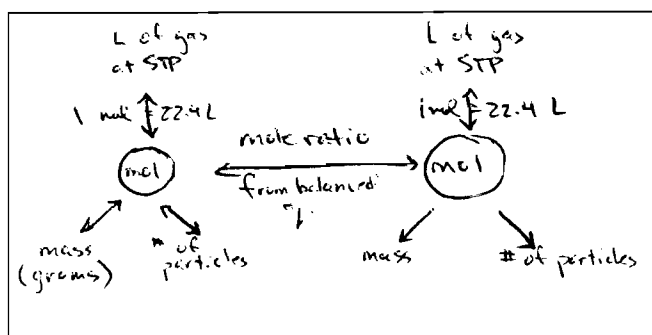 L of gas
at STP
L of gas
at STP
1 mol = 22.4 L
1 mol = 22.4 L
mole ratio
mol
mol
from balanced
mass
(grams)
# of
particles
mass
# of particles